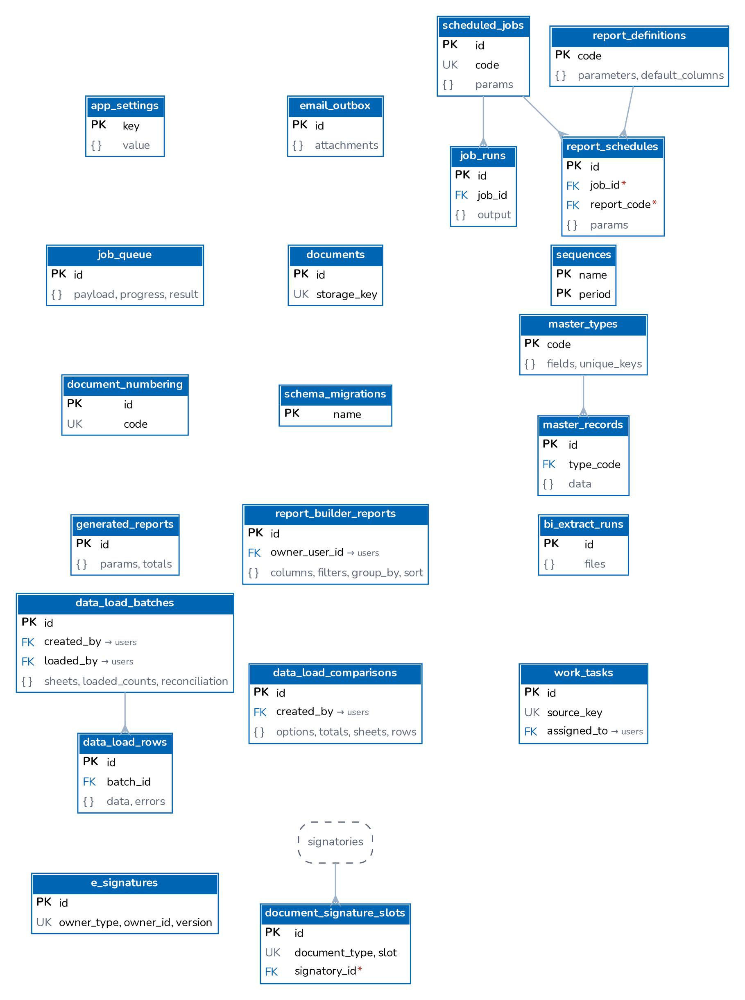 scheduled_jobs
PK id
UK code
{ } params
report_definitions
PK code
{ } parameters, default_columns
app_settings
PK key
{ } value
email_outbox
PK id
{ } attachments
job_runs
PK id
FK job_id
{ } output
report_schedules
PK id
FK job_id*
FK report_code*
{ } params
job_queue
PK id
{ } payload, progress, result
documents
PK id
UK storage_key
sequences
PK name
PK period
master_types
PK code
{ } fields, unique_keys
document_numbering
PK id
UK code
schema_migrations
PK name
master_records
PK id
FK type_code
{ } data
generated_reports
PK id
{ } params, totals
report_builder_reports
PK id
FK owner_user_id → users
{ } columns, filters, group_by, sort
bi_extract_runs
PK id
{ } files
data_load_batches
PK id
FK created_by → users
FK loaded_by → users
{ } sheets, loaded_counts, reconciliation
data_load_comparisons
PK id
FK created_by → users
{ } options, totals, sheets, rows
work_tasks
PK id
UK source_key
FK assigned_to → users
data_load_rows
PK id
FK batch_id
{ } data, errors
signatories
e_signatures
PK id
UK owner_type, owner_id, version
document_signature_slots
PK id
UK document_type, slot
FK signatory_id*